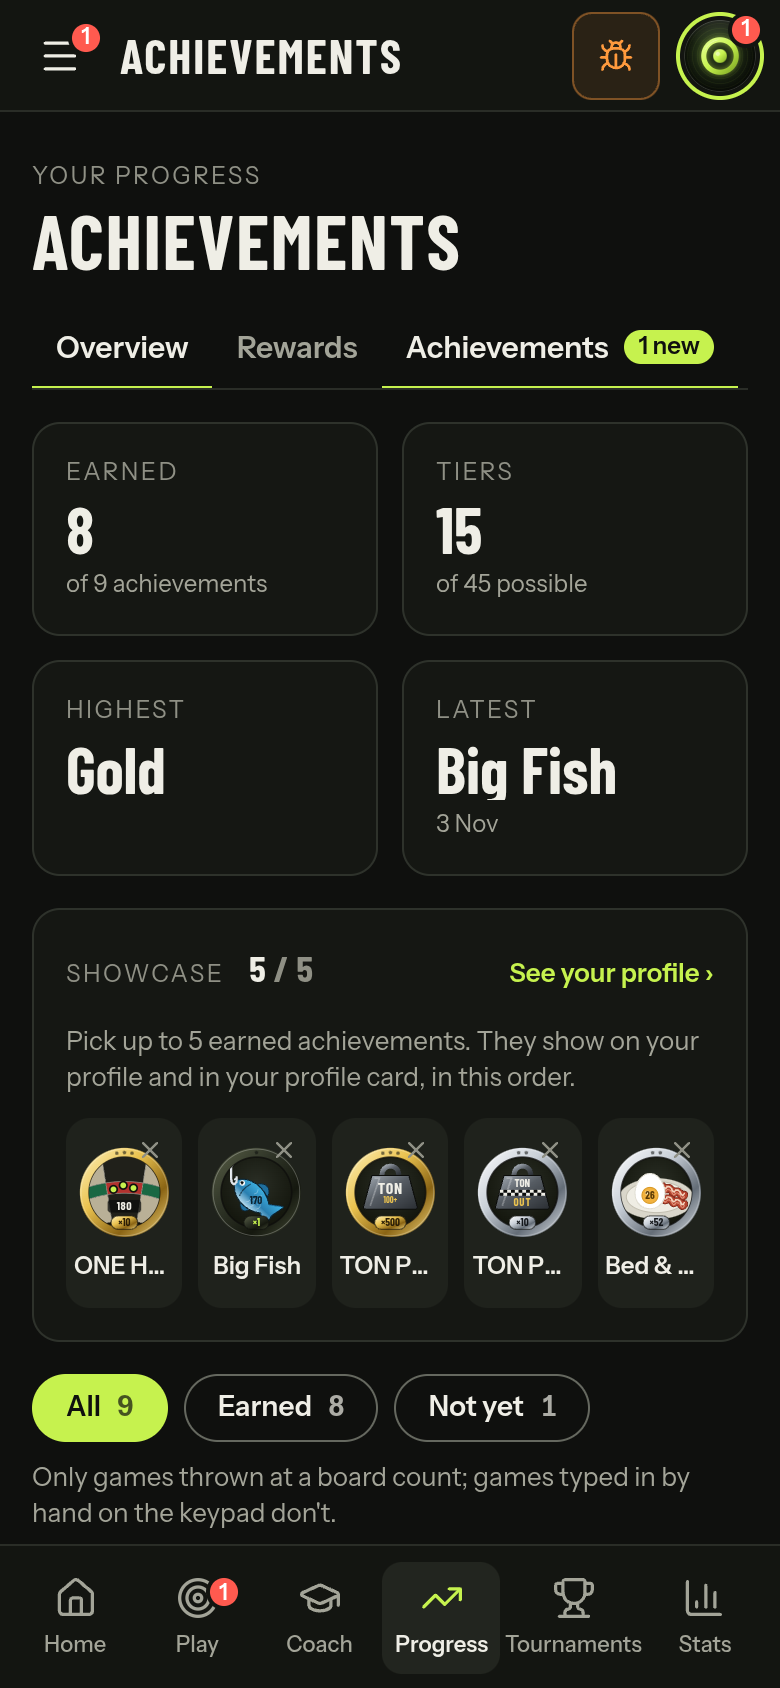 1
ACHIEVEMENTS
1
YOUR PROGRESS
ACHIEVEMENTS
Overview Rewards Achievements 1 new
EARNED
8
of 9 achievements
TIERS
15
of 45 possible
HIGHEST
Gold
LATEST
Big Fish
3 Nov
SHOWCASE 5 / 5 See your profile ›
Pick up to 5 earned achievements. They show on your
profile and in your profile card, in this order.
180
×10
ONE H...
170
×1
Big Fish
TON
100+
×500
TON P...
TON
OUT
×10
TON P...
26
×52
Bed & ...
All 9 Earned 8 Not yet 1
Only games thrown at a board count; games typed in by
hand on the keypad don't.
1
Home Play Coach Progress Tournaments Stats